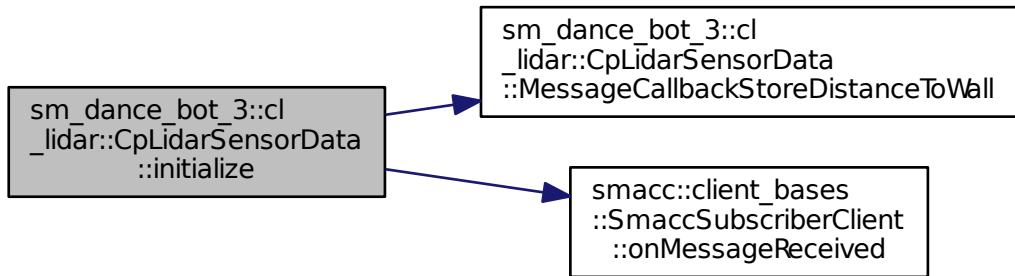 sm_dance_bot_3::cl
_lidar::CpLidarSensorData
::initialize
sm_dance_bot_3::cl
_lidar::CpLidarSensorData
::MessageCallbackStoreDistanceToWall
smacc::client_bases
::SmaccSubscriberClient
::onMessageReceived